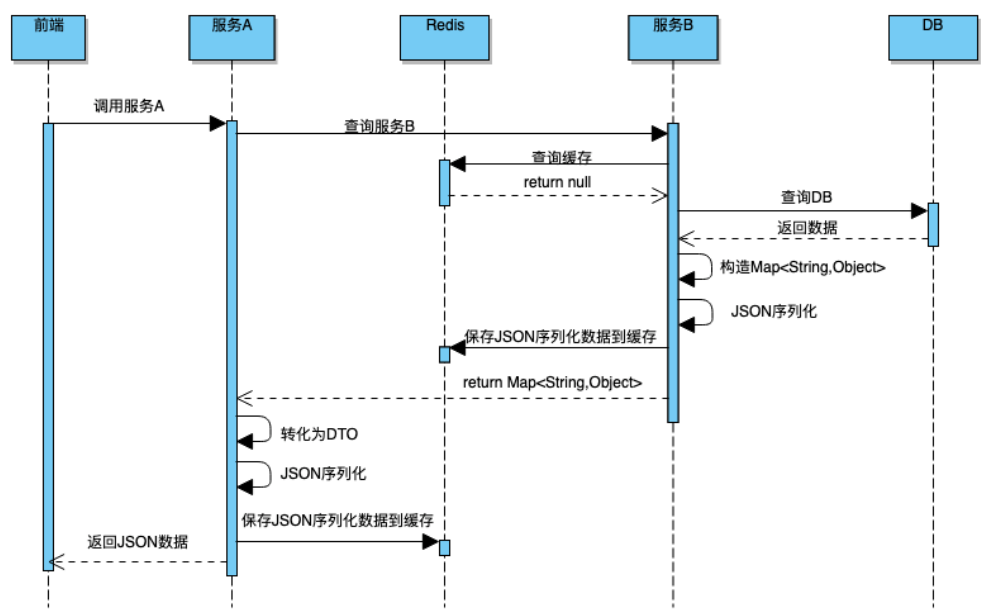 前端
服务A
Redis
服务B
DB
调用服务A
查询服务B
查询缓存
return null
查询DB
返回数据
构造Map<String,Object>
JSON序列化
保存JSON序列化数据到缓存
return Map<String,Object>
转化为DTO
JSON序列化
保存JSON序列化数据到缓存
返回JSON数据